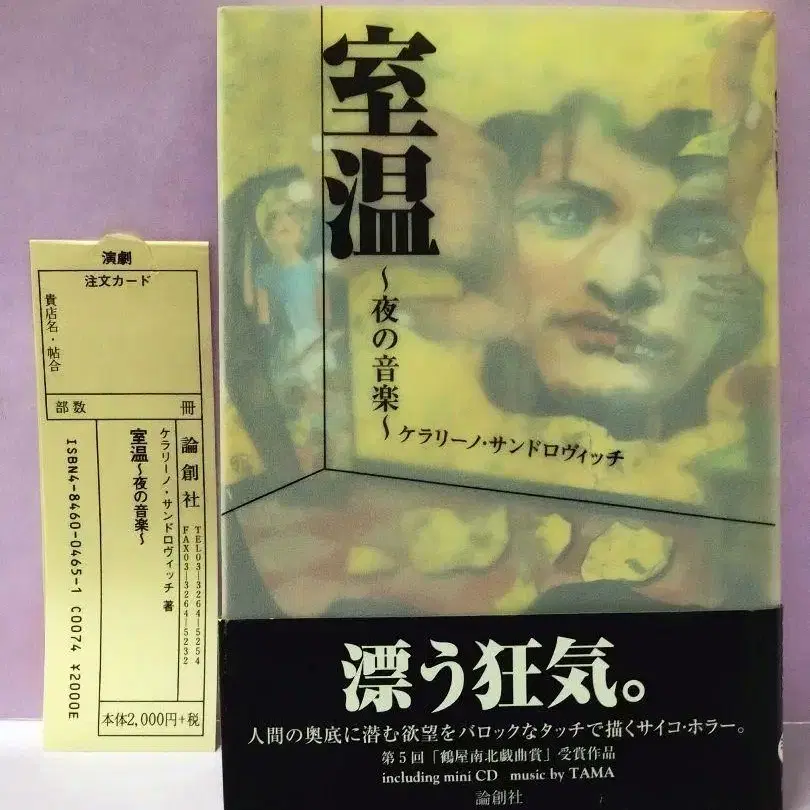 演劇
注文カード
貴店名・帖合
部数
冊
論創社
TEL03―3264―5254
FAX03―3264―5232
ケラリーノ・サンドロヴィッチ 著
室温〜夜の音楽〜
ISBN4-8460-0465-1 C0074 ¥2000E
本体2,000円+税
室温
〜夜の音楽〜
ケラリーノ・サンドロヴィッチ
漂う狂気。
人間の奥底に潜む欲望をバロックなタッチで描くサイコ・ホラー。
第5回「鶴屋南北戯曲賞」受賞作品
including mini CD music by TAMA
論創社